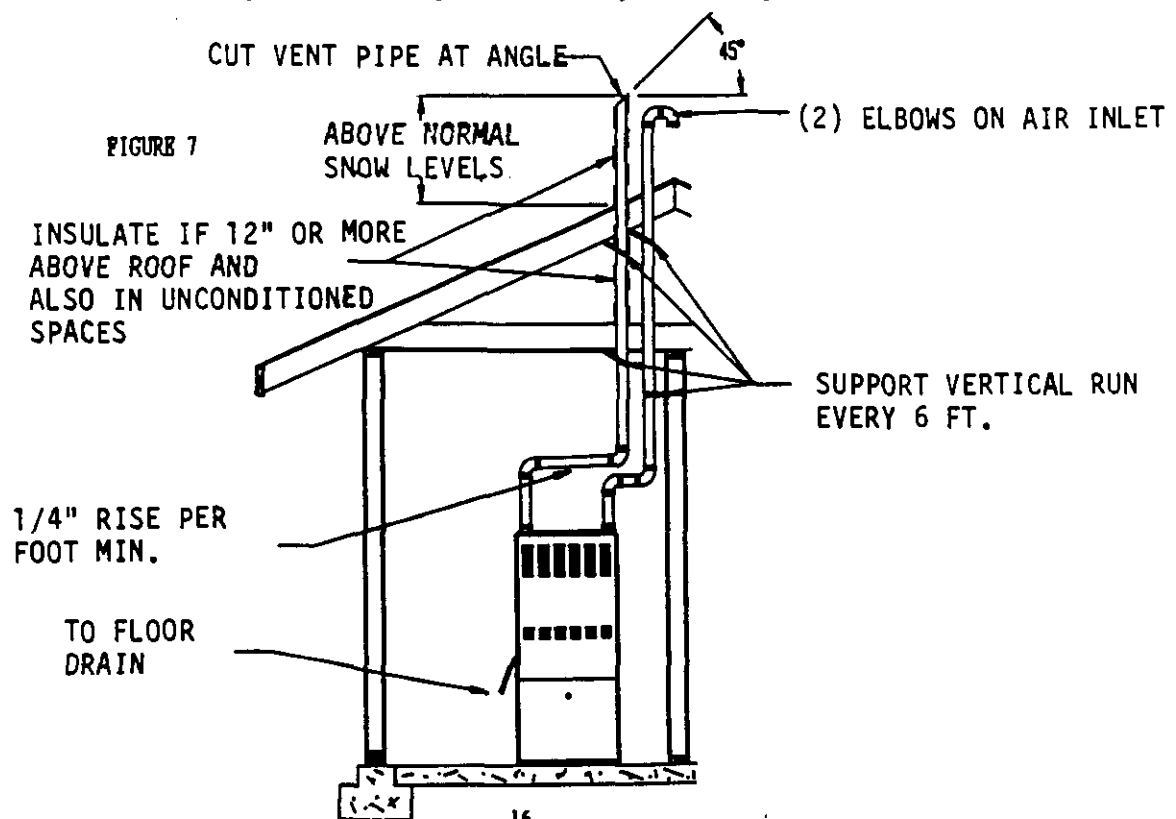 CUT VENT PIPE AT ANGLE
45°
(2) ELBOWS ON AIR INLET
FIGURE 7
ABOVE NORMAL
SNOW LEVELS
INSULATE IF 12" OR MORE
ABOVE ROOF AND
ALSO IN UNCONDITIONED
SPACES
SUPPORT VERTICAL RUN
EVERY 6 FT.
1/4" RISE PER
FOOT MIN.
TO FLOOR
DRAIN
16